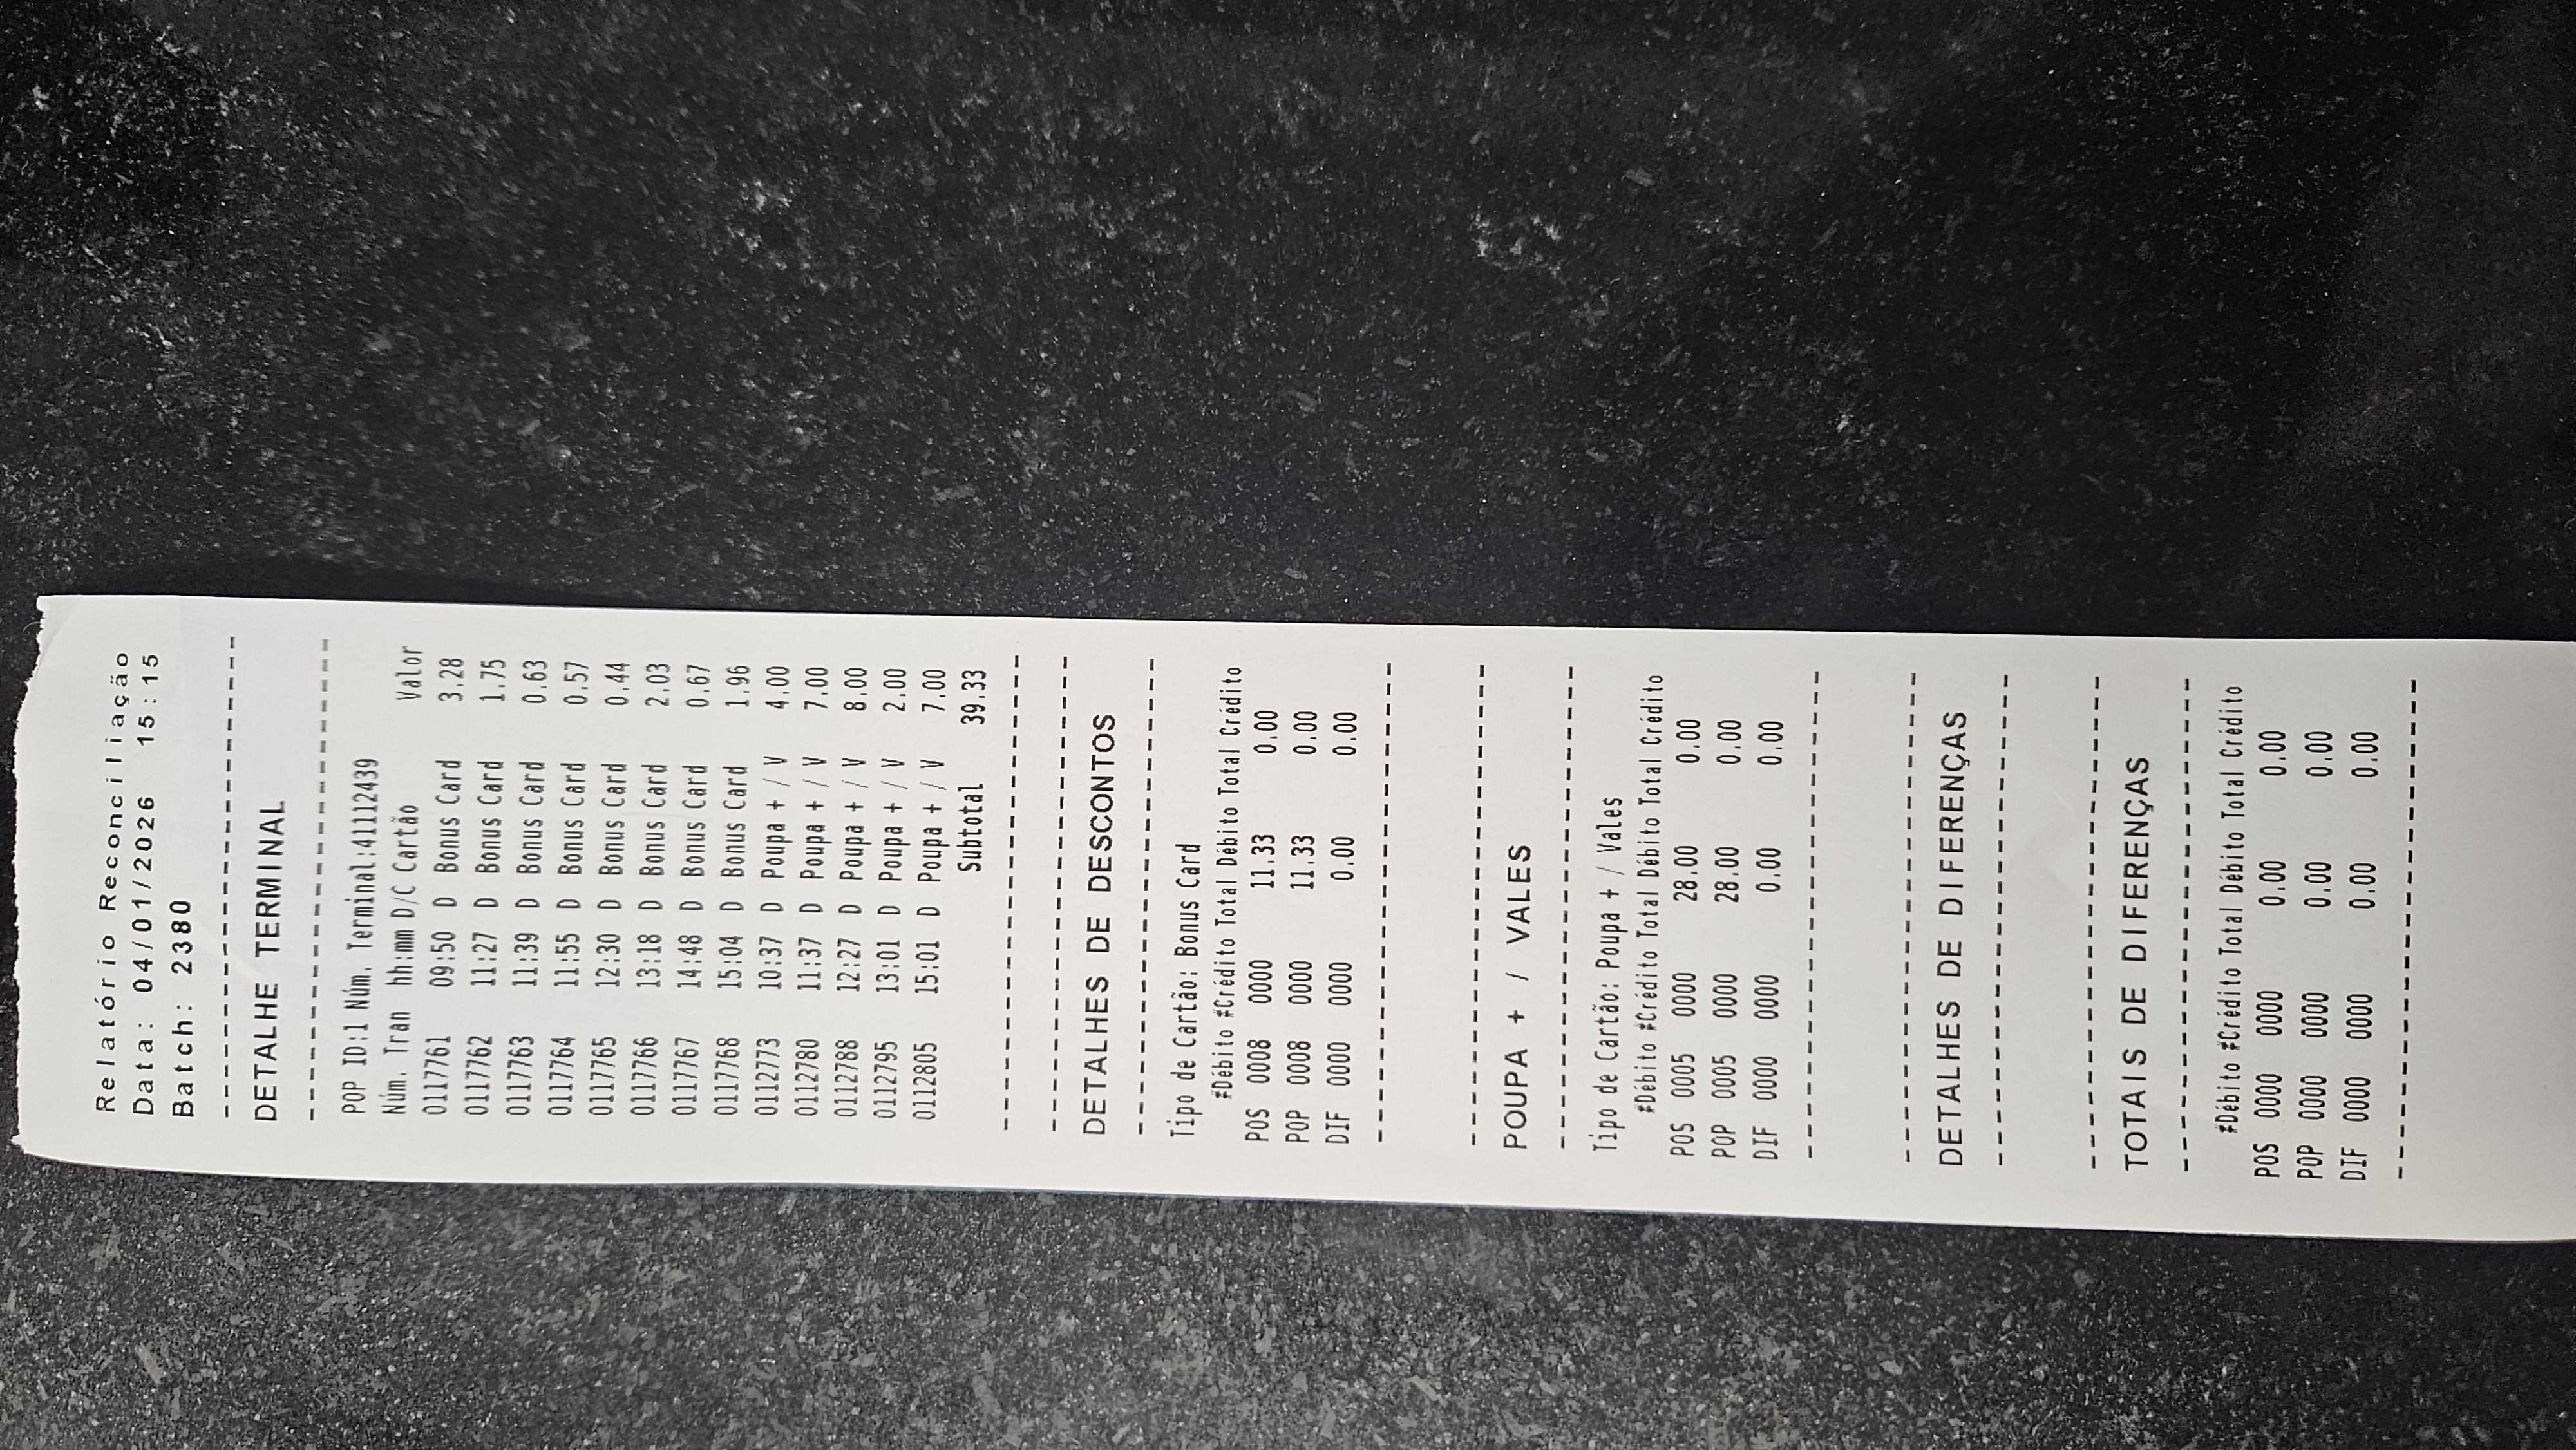 Relatório Reconciliação
Data: 04/01/2026 15:15
Batch: 2380
------------------------------
DETALHE TERMINAL
------------------------------
POP ID:1 Núm. Terminal:41112439
Núm. Tran hh:mm D/C Cartão Valor
0117761 09:50 D Bonus Card 3.28
0117762 11:27 D Bonus Card 1.75
0117763 11:39 D Bonus Card 0.63
0117764 11:55 D Bonus Card 0.57
0117765 12:30 D Bonus Card 0.44
0117766 13:18 D Bonus Card 2.03
0117767 14:48 D Bonus Card 0.67
0117768 15:04 D Bonus Card 1.96
0112773 10:37 D Poupa + / V 4.00
0112780 11:37 D Poupa + / V 7.00
0112788 12:27 D Poupa + / V 8.00
0112795 13:01 D Poupa + / V 2.00
0112805 15:01 D Poupa + / V 7.00
Subtotal 39.33
------------------------------
------------------------------
DETALHES DE DESCONTOS
------------------------------
Tipo de Cartão: Bonus Card
#Débito #Crédito Total Débito Total Crédito
POS 0008 0000 11.33 0.00
POP 0008 0000 11.33 0.00
DIF 0000 0000 0.00 0.00
------------------------------
------------------------------
POUPA + / VALES
------------------------------
Tipo de Cartão: Poupa + / Vales
#Débito #Crédito Total Débito Total Crédito
POS 0005 0000 28.00 0.00
POP 0005 0000 28.00 0.00
DIF 0000 0000 0.00 0.00
------------------------------
------------------------------
DETALHES DE DIFERENÇAS
------------------------------
------------------------------
TOTAIS DE DIFERENÇAS
------------------------------
#Débito #Crédito Total Débito Total Crédito
POS 0000 0000 0.00 0.00
POP 0000 0000 0.00 0.00
DIF 0000 0000 0.00 0.00
------------------------------